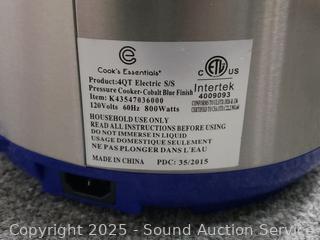 Cook's Essentials®
Product:4QT Electric S/S
Pressure Cooker-Cobalt Blue Finish
Item:K43547036000
120Volts 60Hz 800Watts
HOUSEHOLD USE ONLY
READ ALL INSTRUCTIONS BEFORE USING
DO NOT IMMERSE IN LIQUID
USAGE DOMESTIQUE SEULEMENT
NE PAS PLONGER DANS L'EAU
MADE IN CHINA PDC: 35/2015
C US
Intertek
4009093
Copyright © 2025 - Sound Auction Service